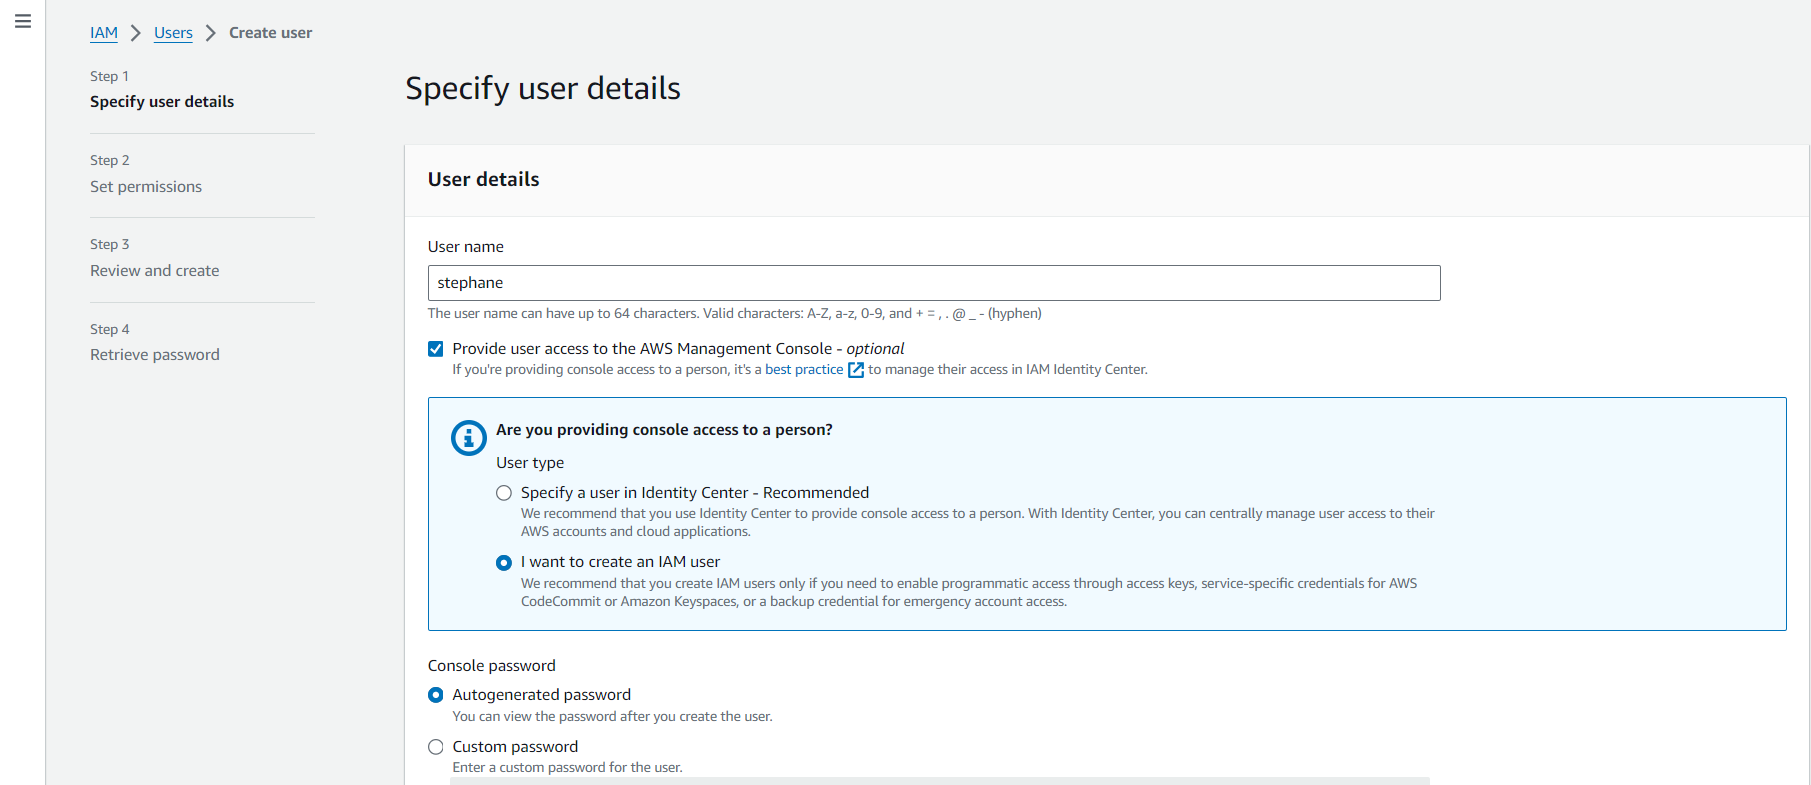 IAM > Users > Create user
Step 1
Specify user details
Step 2
Set permissions
Step 3
Review and create
Step 4
Retrieve password
Specify user details
User details
User name
stephane
The user name can have up to 64 characters. Valid characters: A-Z, a-z, 0-9, and + = , . @ _ - (hyphen)
Provide user access to the AWS Management Console - optional
If you're providing console access to a person, it's a best practice to manage their access in IAM Identity Center.
Are you providing console access to a person?
User type
Specify a user in Identity Center - Recommended
We recommend that you use Identity Center to provide console access to a person. With Identity Center, you can centrally manage user access to their
AWS accounts and cloud applications.
I want to create an IAM user
We recommend that you create IAM users only if you need to enable programmatic access through access keys, service-specific credentials for AWS
CodeCommit or Amazon Keyspaces, or a backup credential for emergency account access.
Console password
Autogenerated password
You can view the password after you create the user.
Custom password
Enter a custom password for the user.